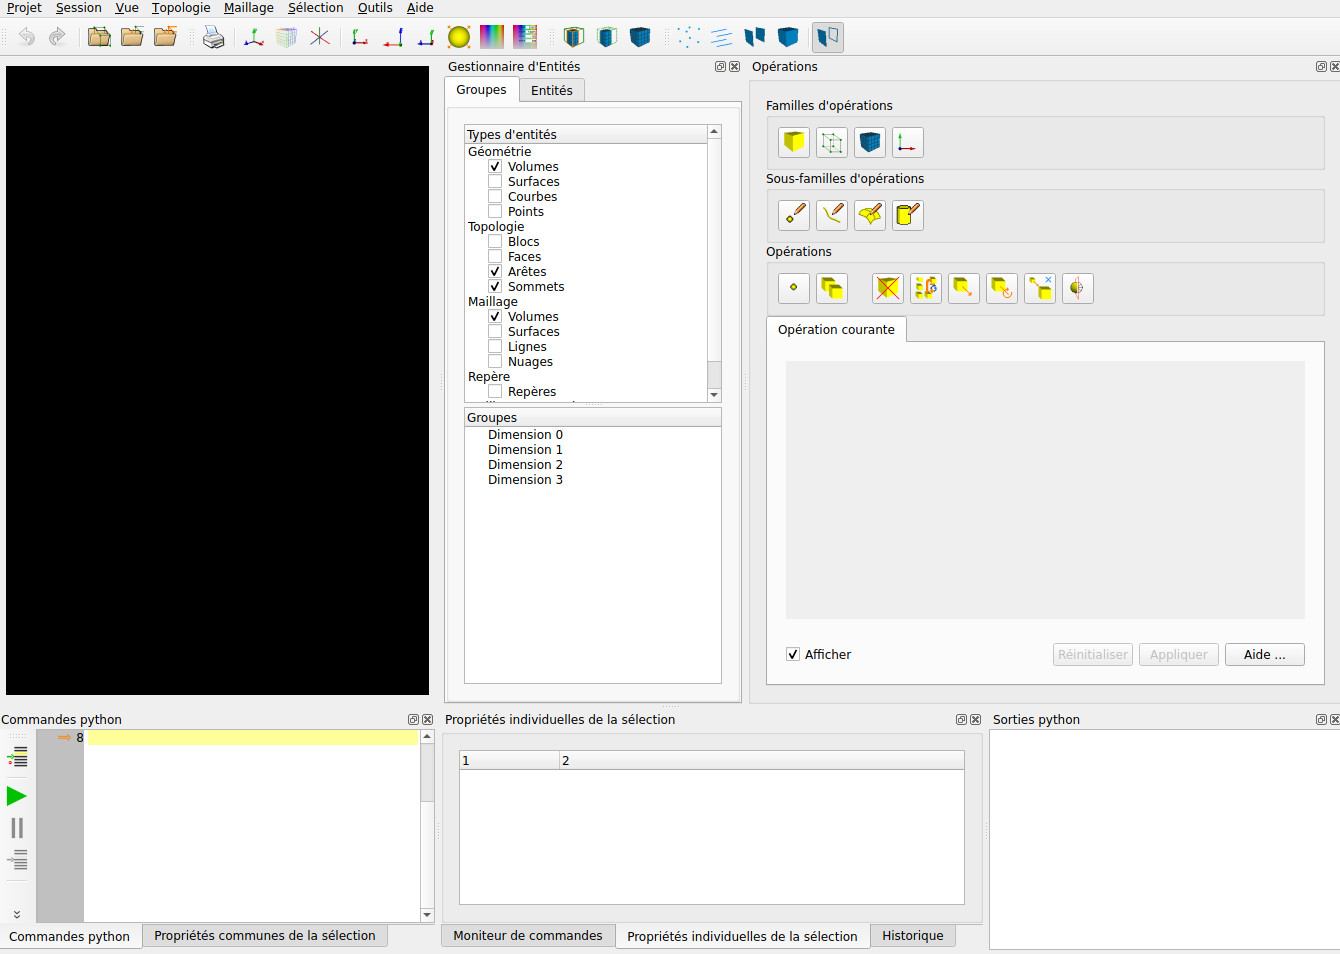 Projet Session Vue Topologie Maillage Sélection Outils Aide
Gestionnaire d'Entités
Groupes Entités
Types d'entités
Géométrie
Volumes
Surfaces
Courbes
Points
Topologie
Blocs
Faces
Arêtes
Sommets
Maillage
Volumes
Surfaces
Lignes
Nuages
Repère
Repères
Groupes
Dimension 0
Dimension 1
Dimension 2
Dimension 3
Opérations
Familles d'opérations
Sous-familles d'opérations
Opérations
Opération courante
Afficher
Réinitialiser Appliquer Aide ...
Commandes python
8
Commandes python Propriétés communes de la sélection
Propriétés individuelles de la sélection
1 2
Moniteur de commandes Propriétés individuelles de la sélection Historique
Sorties python